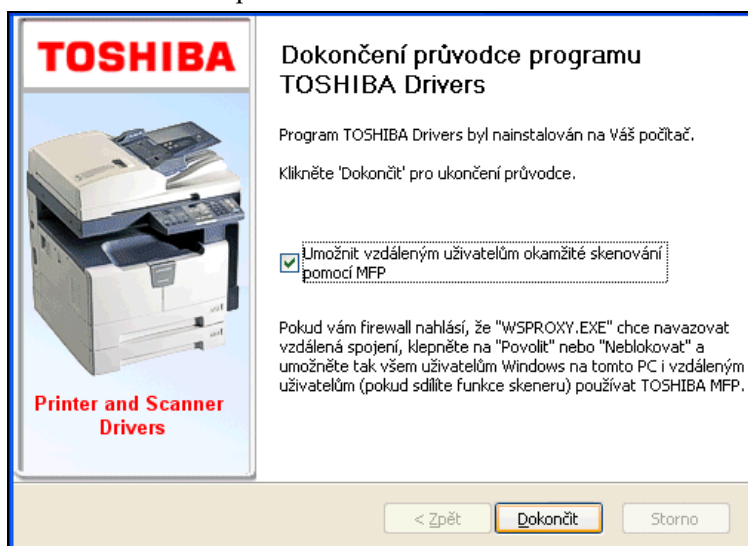 TOSHIBA
Printer and Scanner
Drivers
Dokončení průvodce programu
TOSHIBA Drivers
Program TOSHIBA Drivers byl nainstalován na Váš počítač.
Klikněte 'Dokončit' pro ukončení průvodce.
Umožnit vzdáleným uživatelům okamžité skenování
pomocí MFP
Pokud vám firewall nahlásí, že "WSPROXY.EXE" chce navazovat
vzdálená spojení, klepněte na "Povolit" nebo "Neblokovat" a
umožněte tak všem uživatelům Windows na tomto PC i vzdáleným
uživatelům (pokud sdílíte funkce skeneru) používat TOSHIBA MFP.
< Zpět
Dokončit
Storno